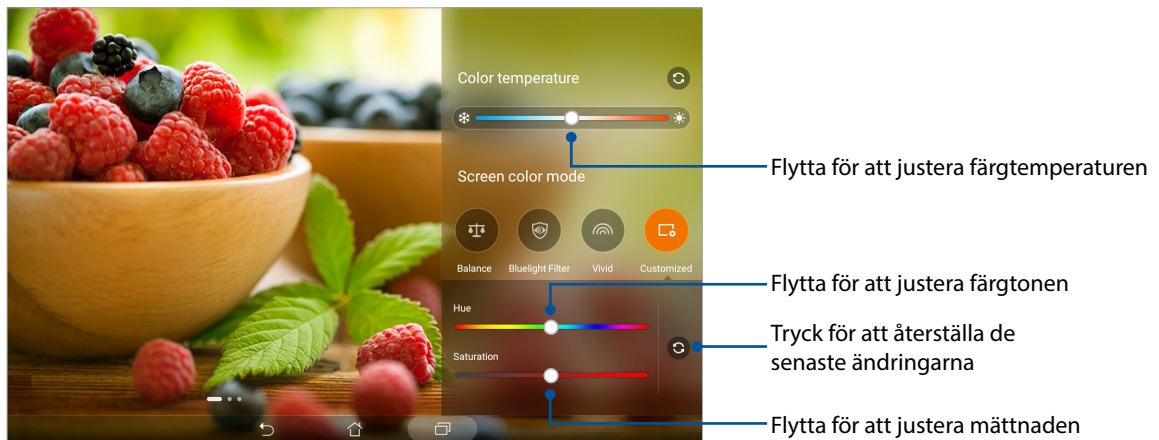 Color temperature
Flytta för att justera färgtemperaturen
Screen color mode
Balance
Bluelight Filter
Vivid
Customized
Flytta för att justera färgtonen
Hue
Tryck för att återställa de
senaste ändringarna
Saturation
Flytta för att justera mättnaden